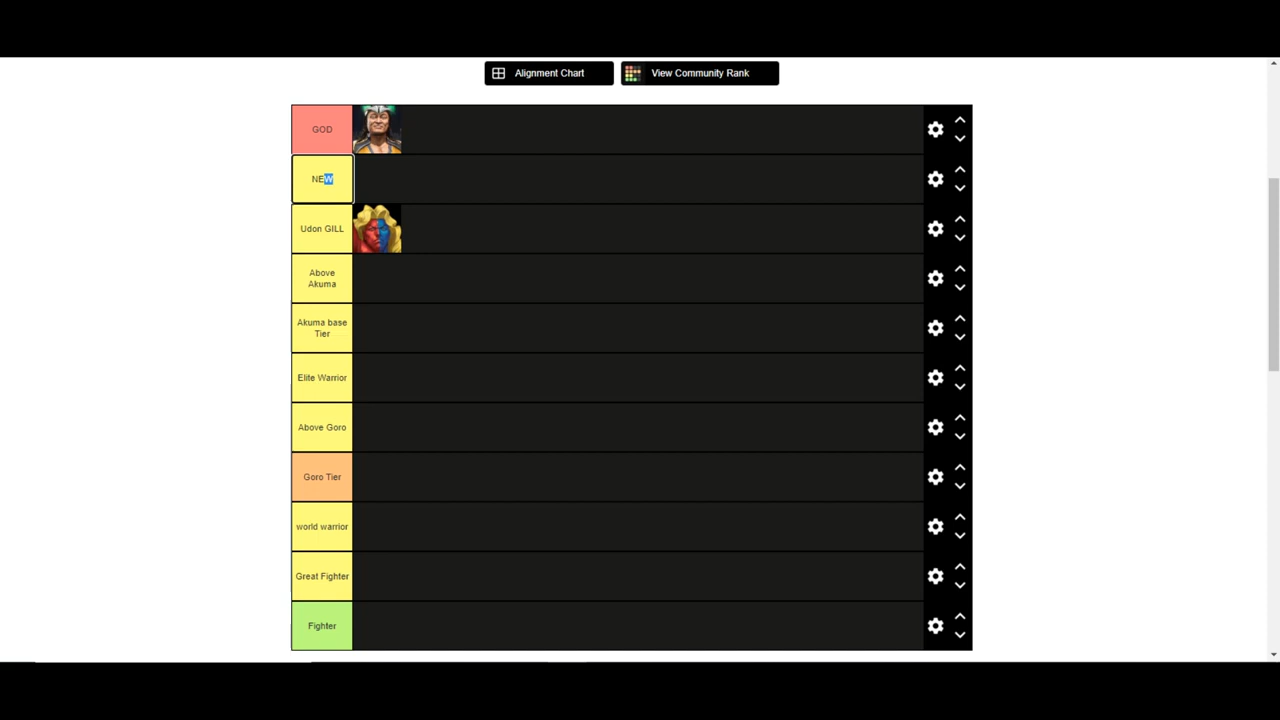 Alignment Chart
View Community Rank
GOD
NEW
Udon GILL
Above
Akuma
Akuma base
Tier
Elite Warrior
Above Goro
Goro Tier
world warrior
Great Fighter
Fighter